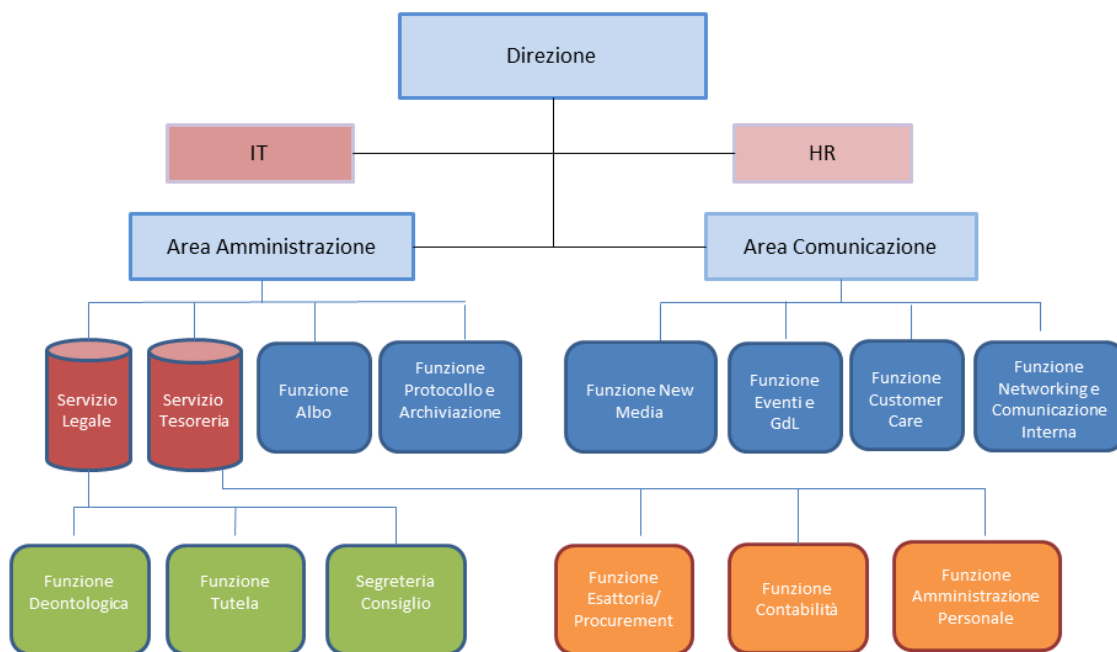 Direzione
IT
HR
Area Amministrazione
Area Comunicazione
Servizio
Legale
Servizio
Tesoreria
Funzione
Albo
Funzione
Protocollo e
Archiviazione
Funzione New
Media
Funzione
Eventi e
GdL
Funzione
Customer
Care
Funzione
Networking e
Comunicazione
Interna
Funzione
Deontologica
Funzione
Tutela
Segreteria
Consiglio
Funzione
Esattoria/
Procurement
Funzione
Contabilità
Funzione
Amministrazione
Personale